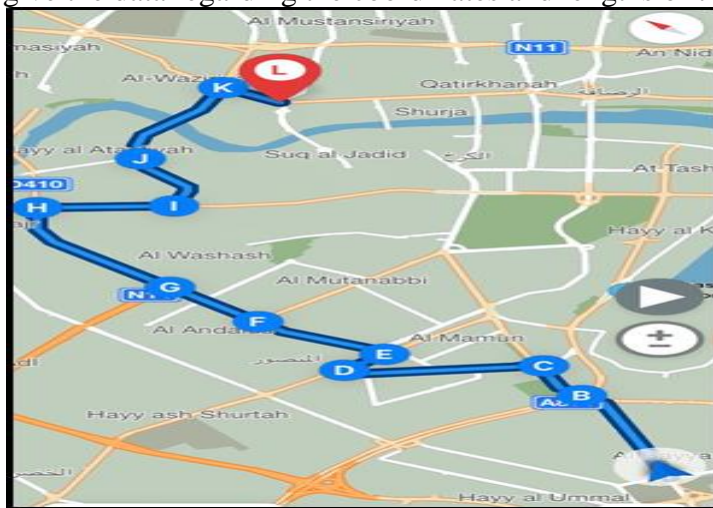 Al Mustansiriyah
N11
An Nid
masiyah
Al-Wazi
K
L
Qatirkhanah
الرصافة
Shurja
Hayy al Ata
J
Suq al Jadid
الكرخ
At Tash
D410
H
I
Hayy al K
Al Washash
Al Mutanabbi
G
Al Andal
F
المنصور
Al Mamun
E
D
C
B
Hayy ash Shurtah
Hayy al Ummal